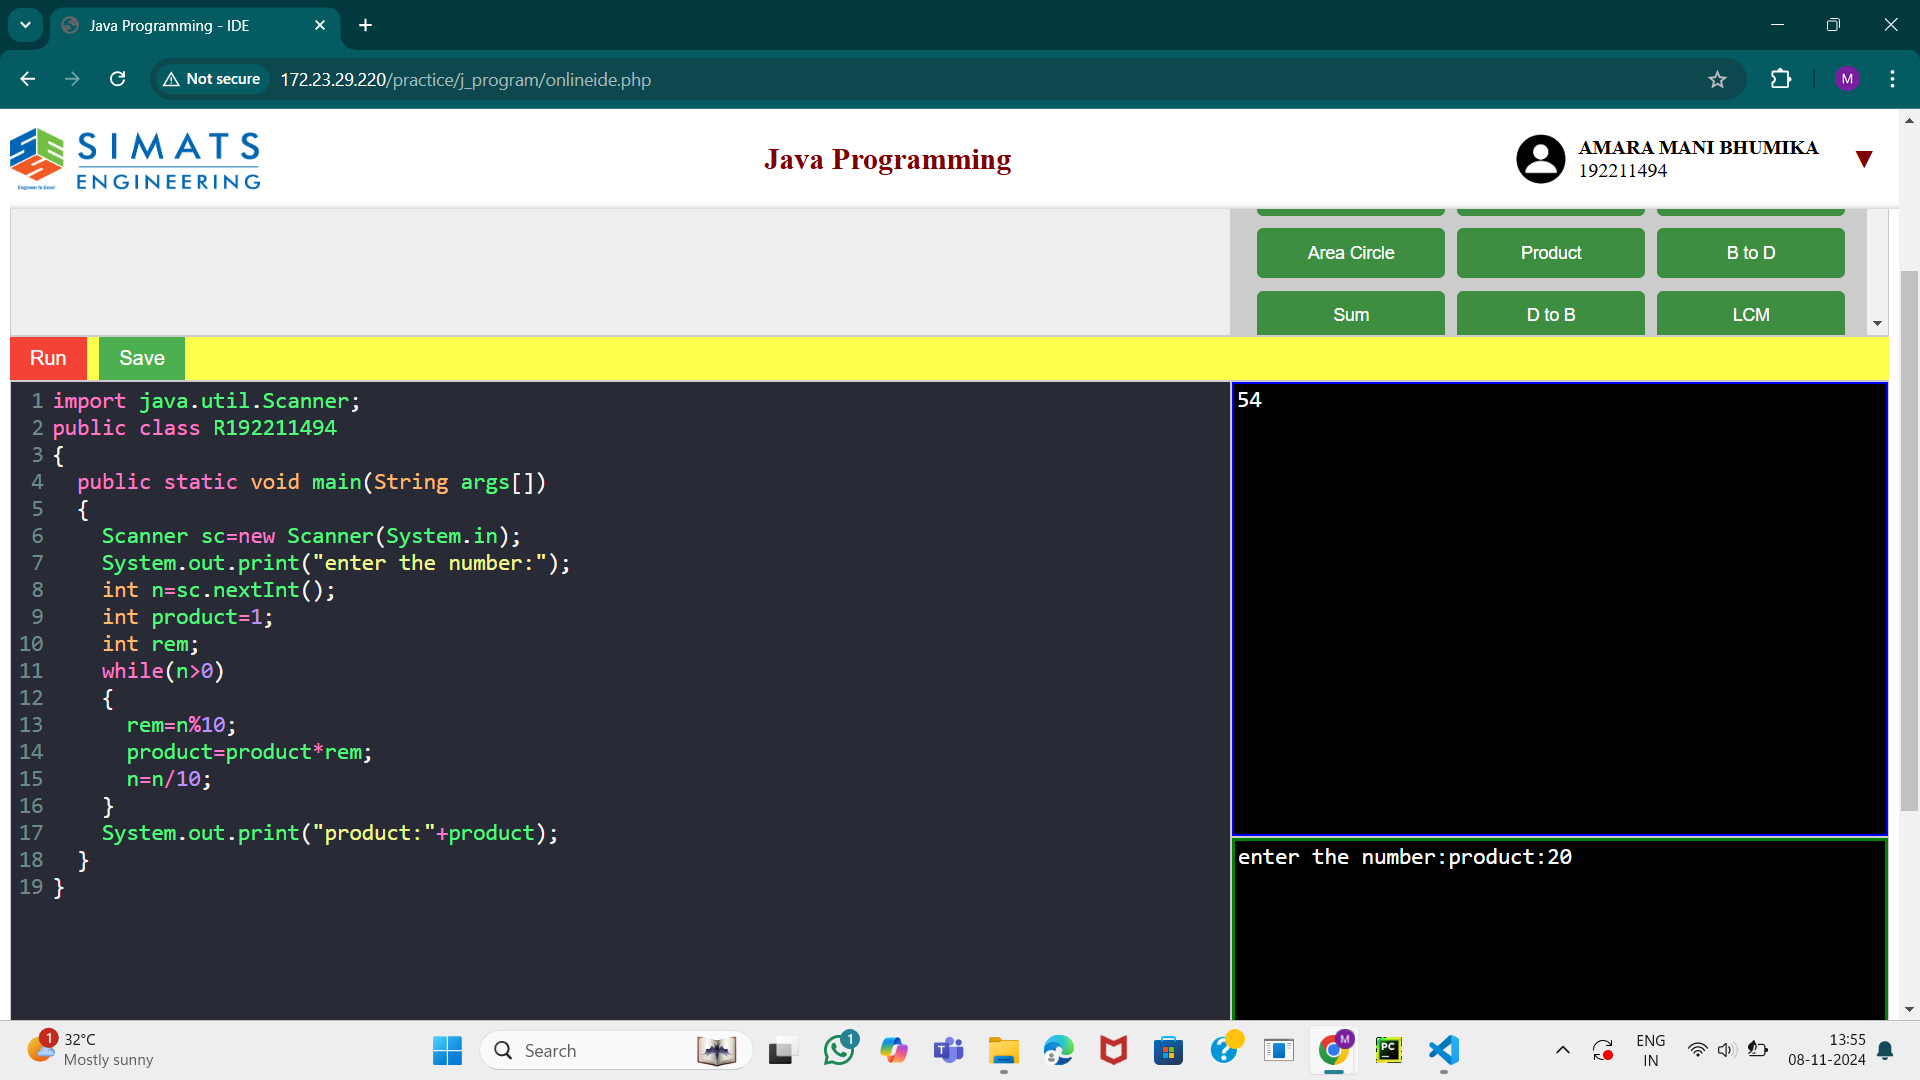 Java Programming - IDE
Not secure
172.23.29.220/practice/j_program/onlineide.php
M
SIMATS
ENGINEERING
Engineer to Excel
Java Programming
AMARA MANI BHUMIKA
192211494
Area Circle
Product
B to D
Sum
D to B
LCM
Run
Save
1 import java.util.Scanner;
2 public class R192211494
3 {
4   public static void main(String args[])
5   {
6     Scanner sc=new Scanner(System.in);
7     System.out.print("enter the number:");
8     int n=sc.nextInt();
9     int product=1;
10     int rem;
11     while(n>0)
12     {
13       rem=n%10;
14       product=product*rem;
15       n=n/10;
16     }
17     System.out.print("product:"+product);
18   }
19 }
54
enter the number:product:20
1
32°C
Mostly sunny
Search
1
M
PC
ENG
IN
13:55
08-11-2024